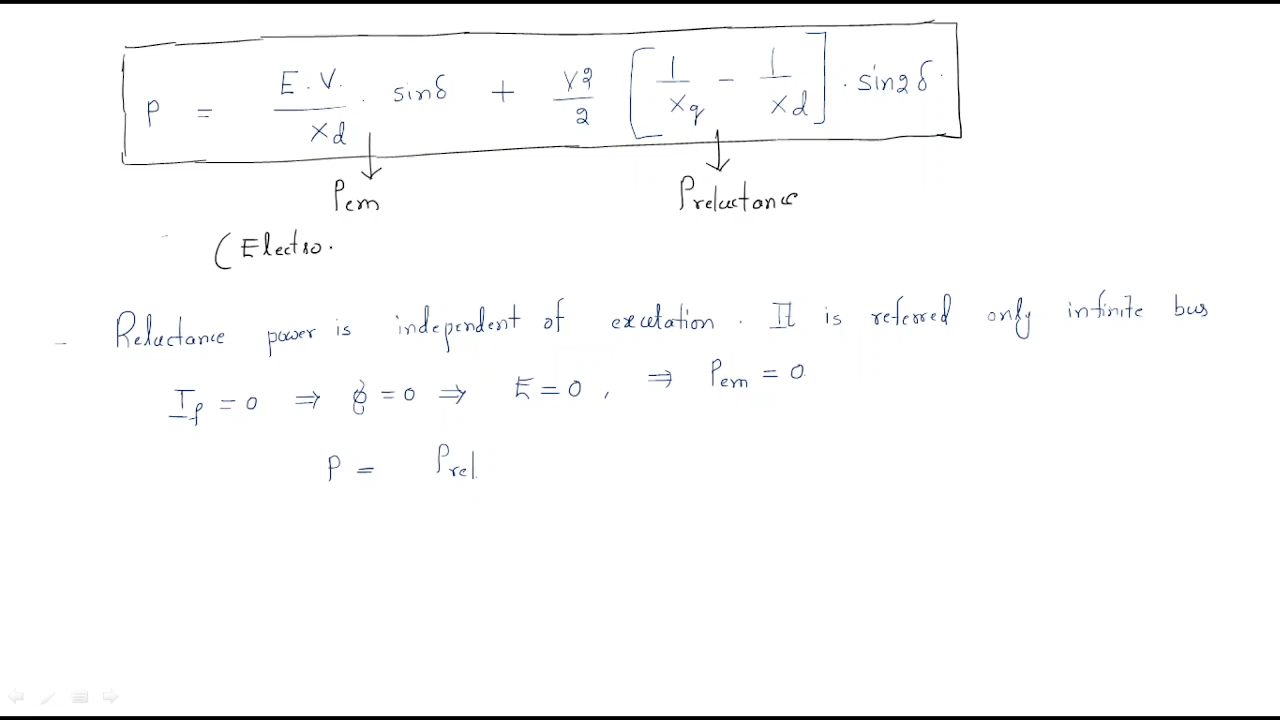 P = E.V./Xd . sinδ + V²/2 [1/Xq - 1/Xd] . sin2δ.
Pem Preluctance
(Electro.
- Reluctance power is independent of excitation. It is referred only infinite bus
If = 0 ⇒ ϕ = 0 ⇒ E = 0, ⇒ Pem = 0
P = Prel